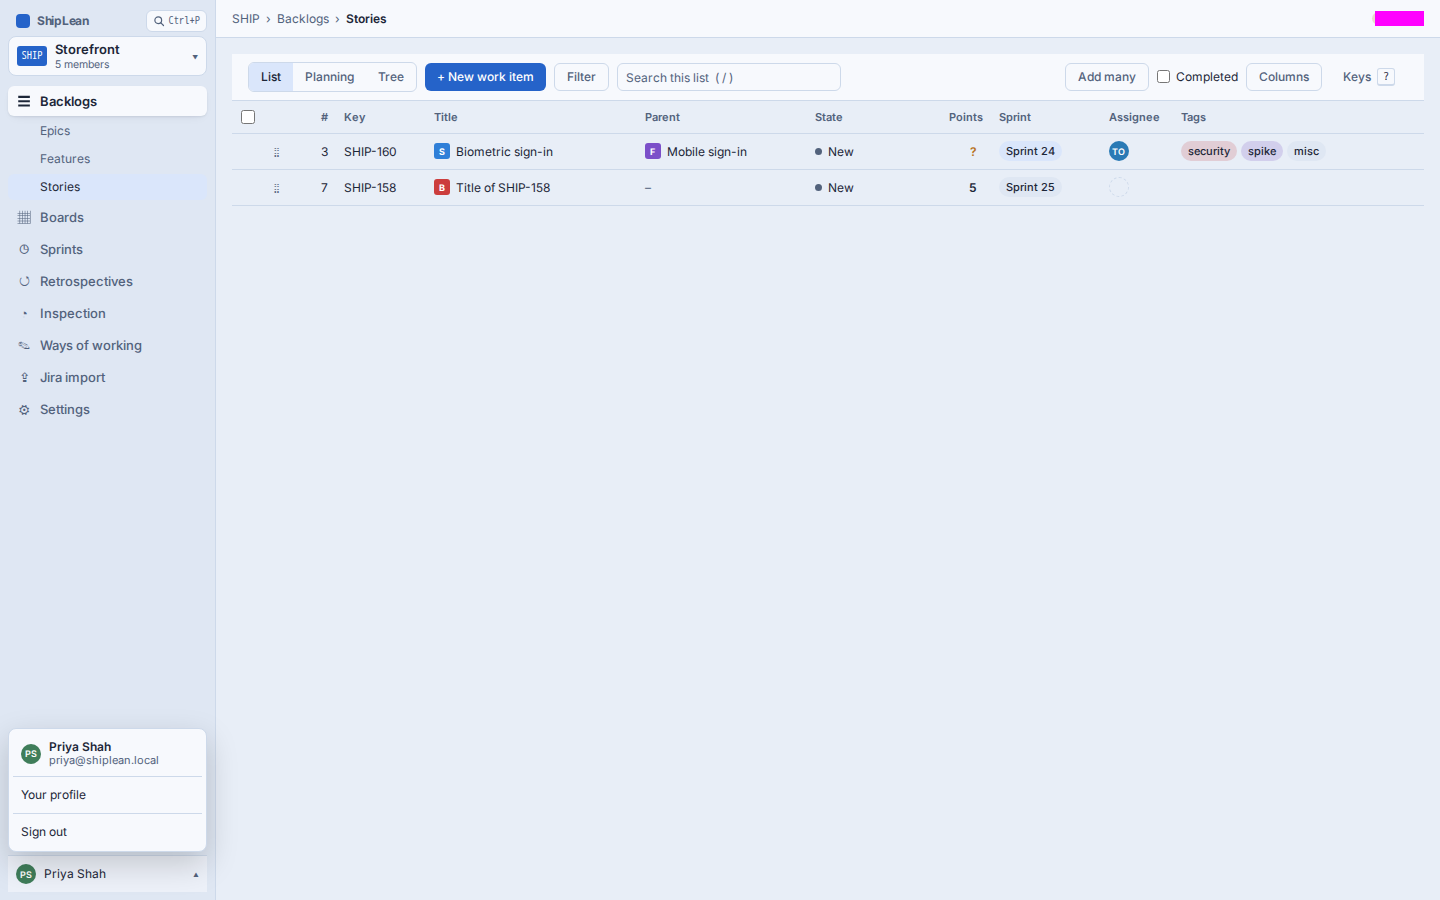 ShipLean
Ctrl+P
SHIP
Storefront
5 members
Backlogs
Epics
Features
Stories
Boards
Sprints
Retrospectives
Inspection
Ways of working
Jira import
Settings
PS
Priya Shah
priya@shiplean.local
Your profile
Sign out
PS
Priya Shah
SHIP › Backlogs › Stories
List Planning Tree + New work item Filter Search this list ( / ) Add many Completed Columns Keys ?
# Key Title Parent State Points Sprint Assignee Tags
3 SHIP-160 S Biometric sign-in F Mobile sign-in New ? Sprint 24 TO security spike misc
7 SHIP-158 B Title of SHIP-158 – New 5 Sprint 25